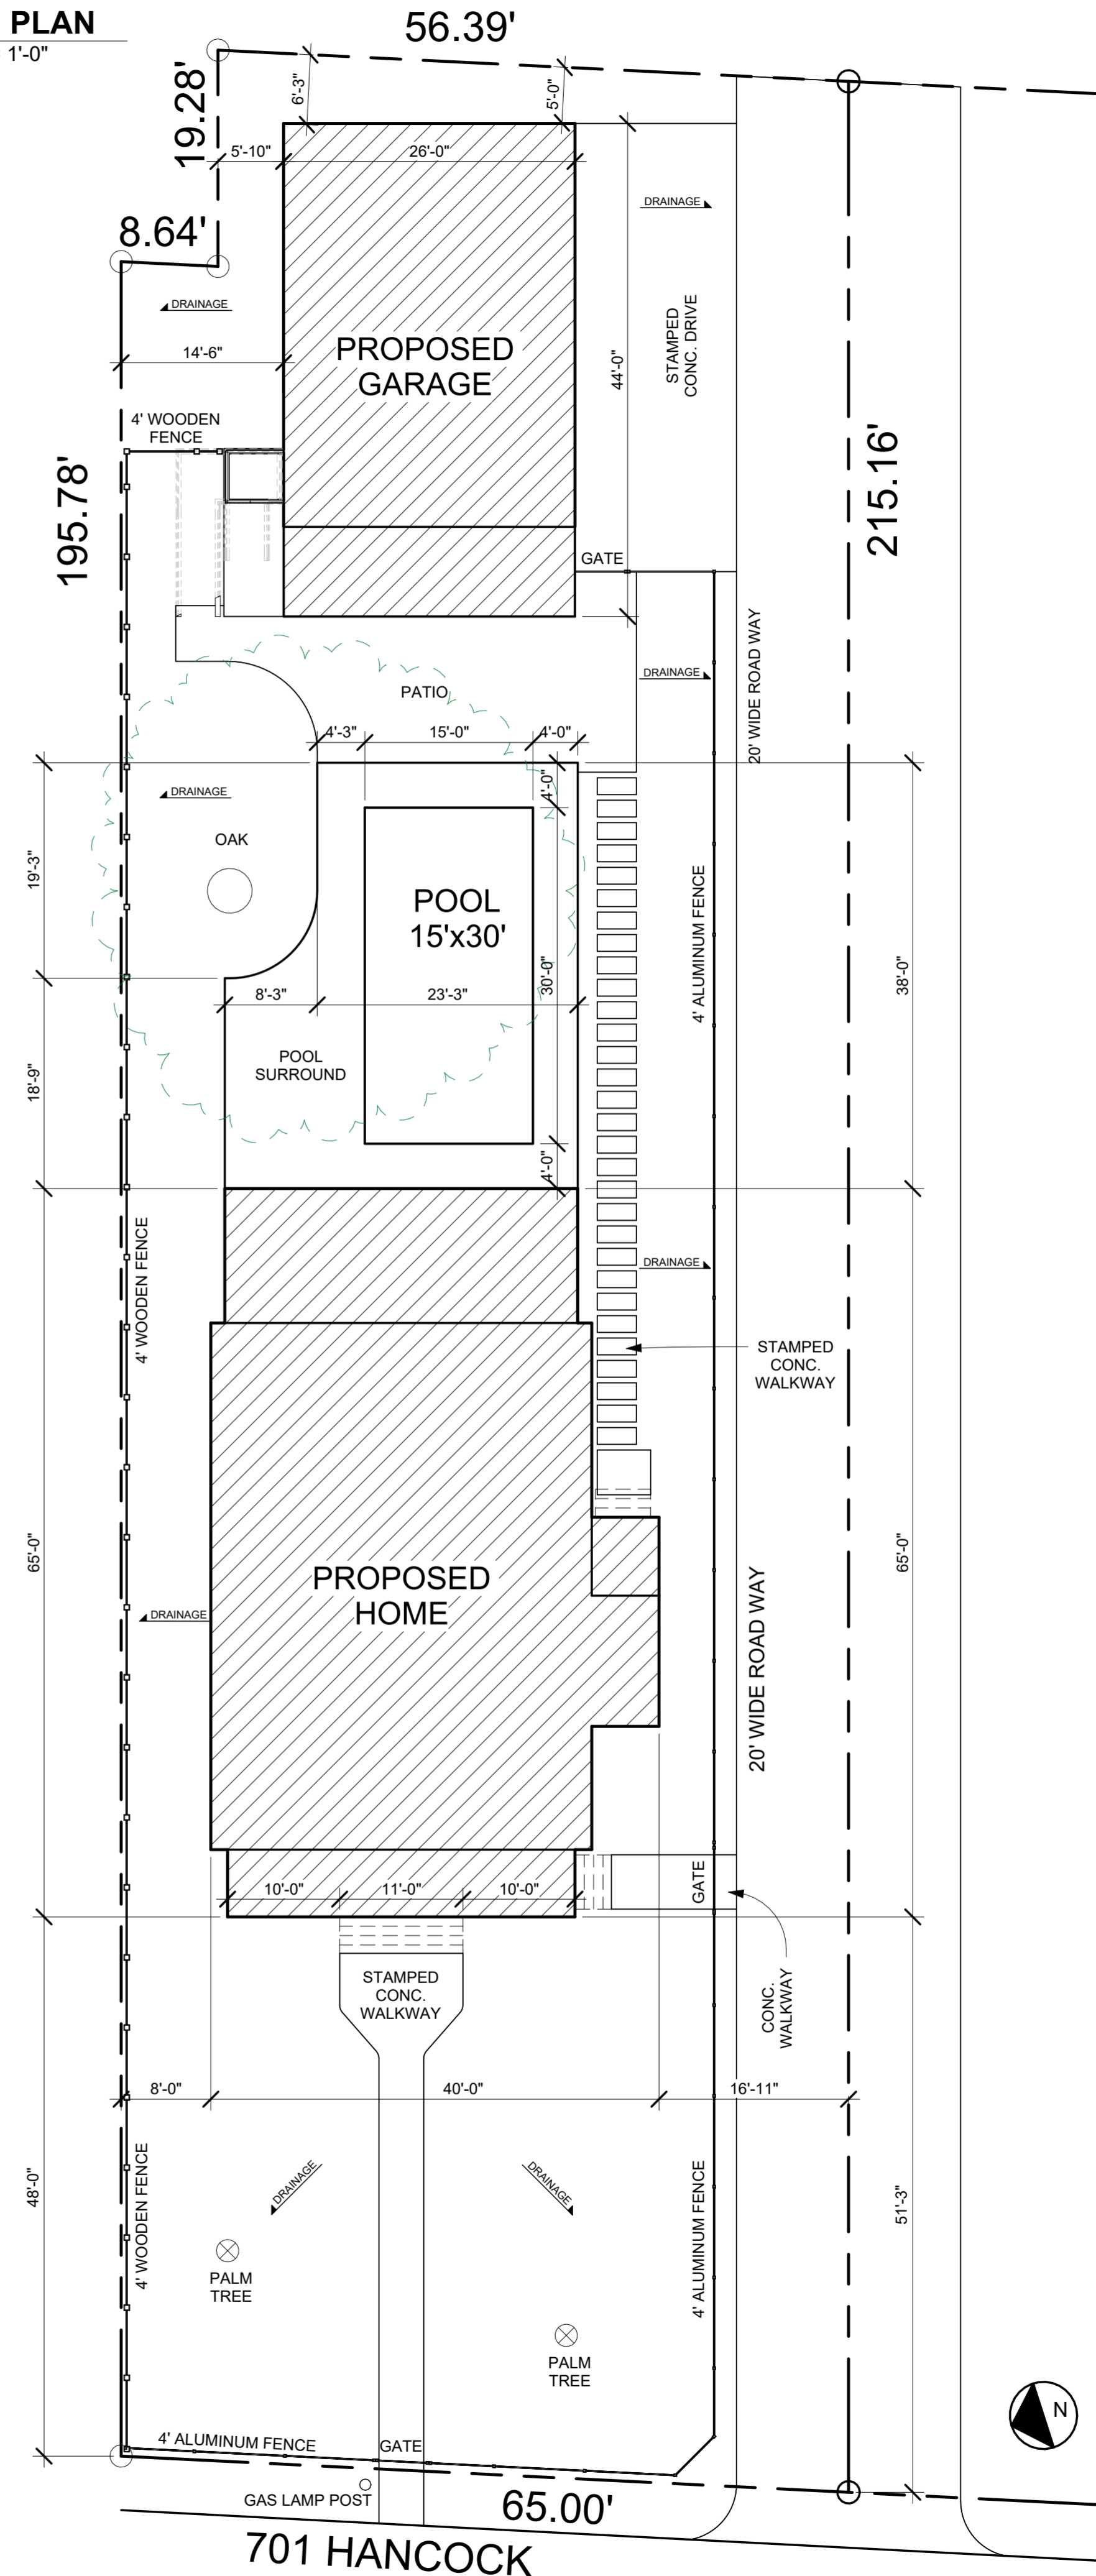 PLAN
1'-0"
56.39'
19.28'
6'-3"
5'-0"
5'-10"
26'-0"
DRAINAGE
8.64'
DRAINAGE
14'-6"
PROPOSED
GARAGE
44'-0"
STAMPED
CONC. DRIVE
4' WOODEN
FENCE
195.78'
215.16'
GATE
20' WIDE ROAD WAY
DRAINAGE
PATIO
4'-3"
15'-0"
4'-0"
4'-0"
DRAINAGE
OAK
19'-3"
POOL
15'x30'
4' ALUMINUM FENCE
30'-0"
38'-0"
8'-3"
23'-3"
POOL
SURROUND
18'-9"
4'-0"
4' WOODEN FENCE
DRAINAGE
STAMPED
CONC.
WALKWAY
65'-0"
65'-0"
PROPOSED
HOME
DRAINAGE
20' WIDE ROAD WAY
10'-0"
11'-0"
10'-0"
GATE
STAMPED
CONC.
WALKWAY
CONC.
WALKWAY
8'-0"
40'-0"
16'-11"
48'-0"
4' WOODEN FENCE
DRAINAGE
DRAINAGE
4' ALUMINUM FENCE
51'-3"
PALM
TREE
PALM
TREE
N
4' ALUMINUM FENCE
GATE
GAS LAMP POST
65.00'
701 HANCOCK